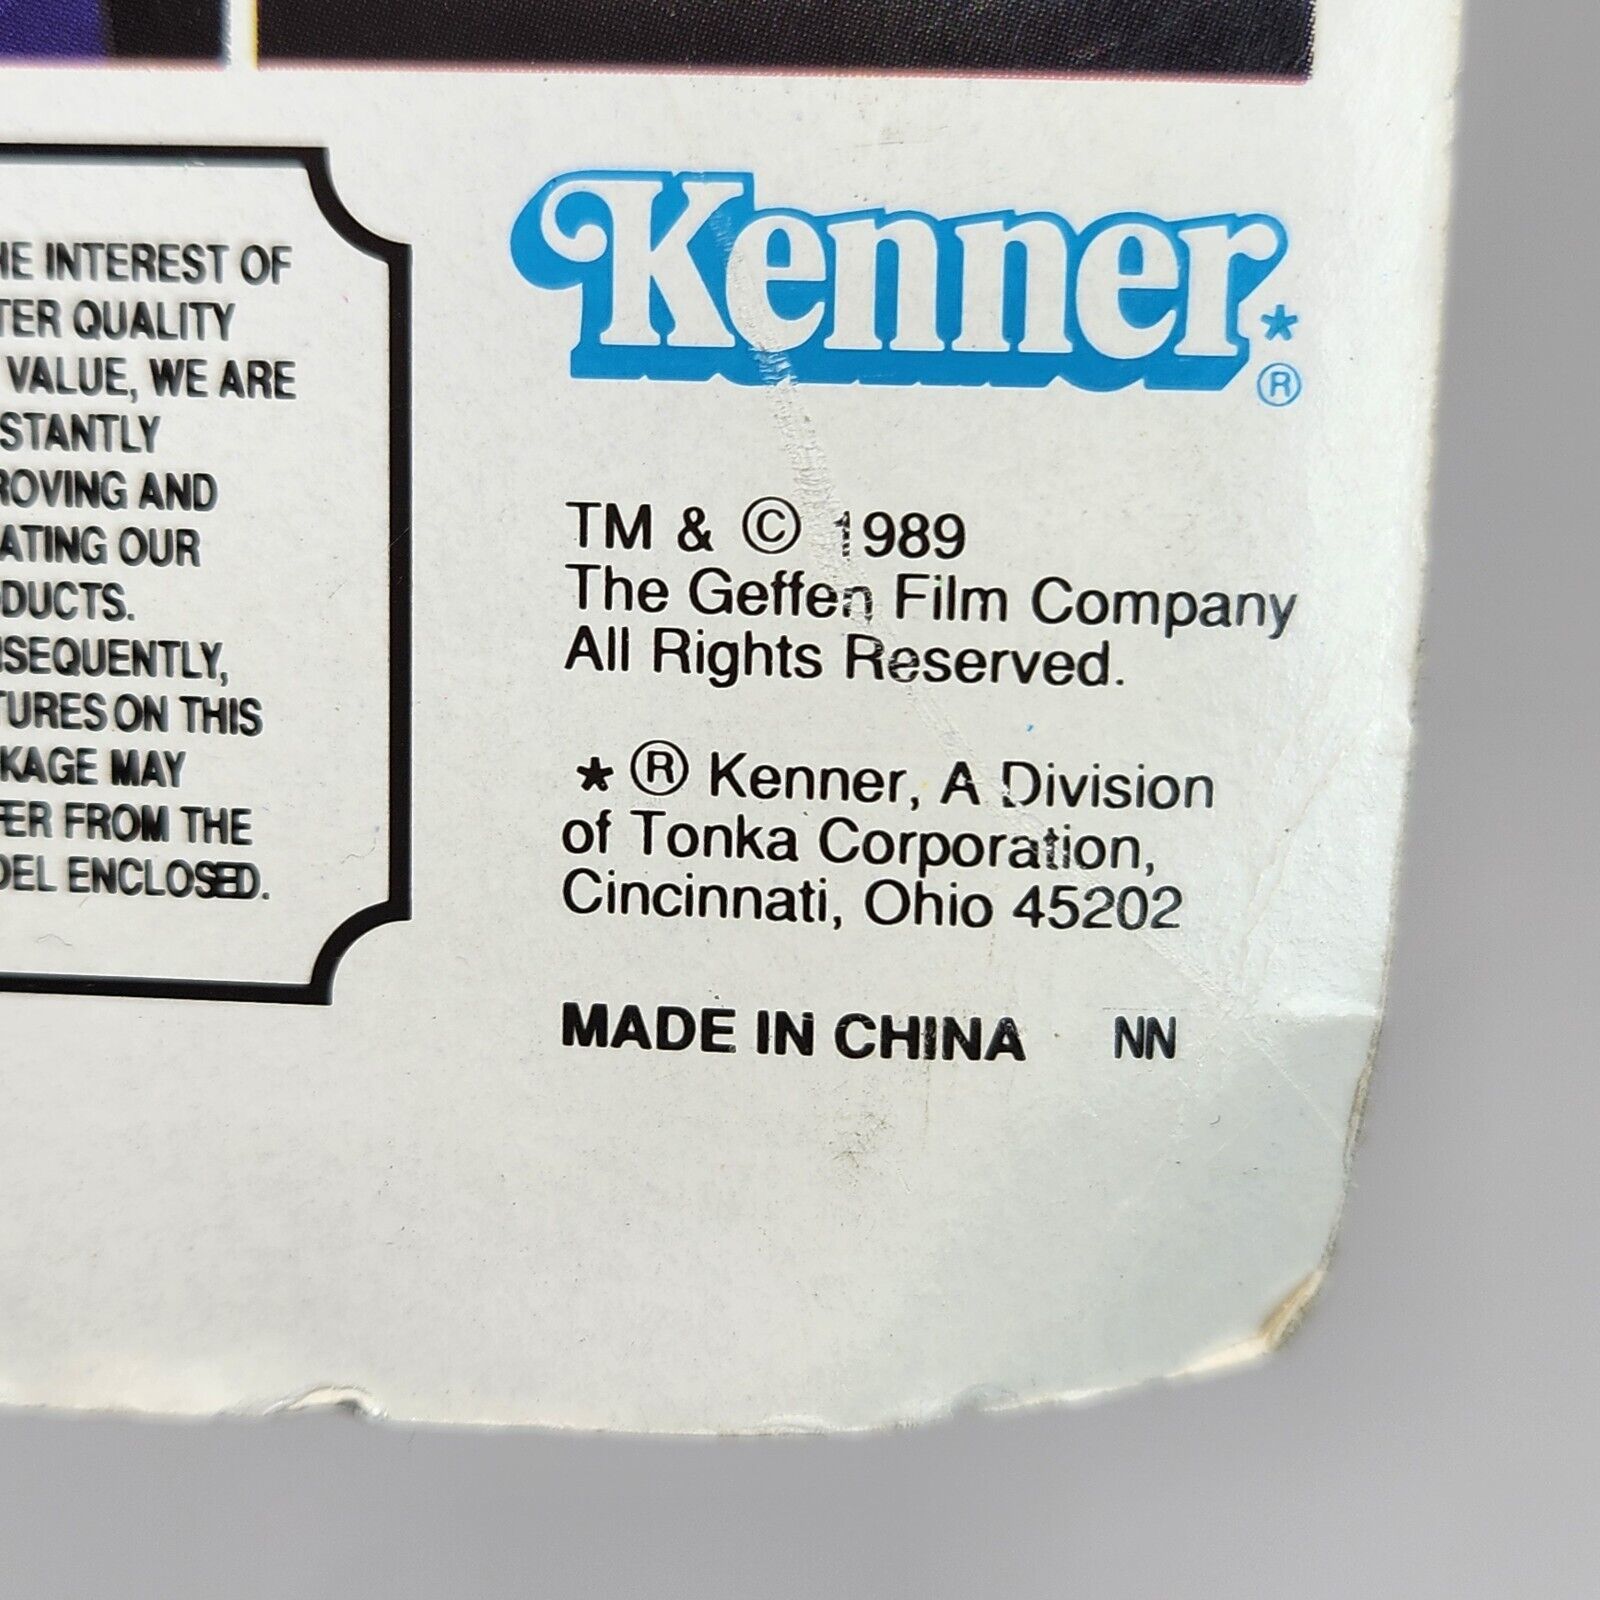 HE INTEREST OF
TER QUALITY
VALUE, WE ARE
STANTLY
ROVING AND
ATING OUR
DUCTS.
SEQUENTLY,
TURES ON THIS
KAGE MAY
FER FROM THE
DEL ENCLOSED.
Kenner*®
TM & © 1989
The Geffen Film Company
All Rights Reserved.
* ® Kenner, A Division
of Tonka Corporation,
Cincinnati, Ohio 45202
MADE IN CHINA NN